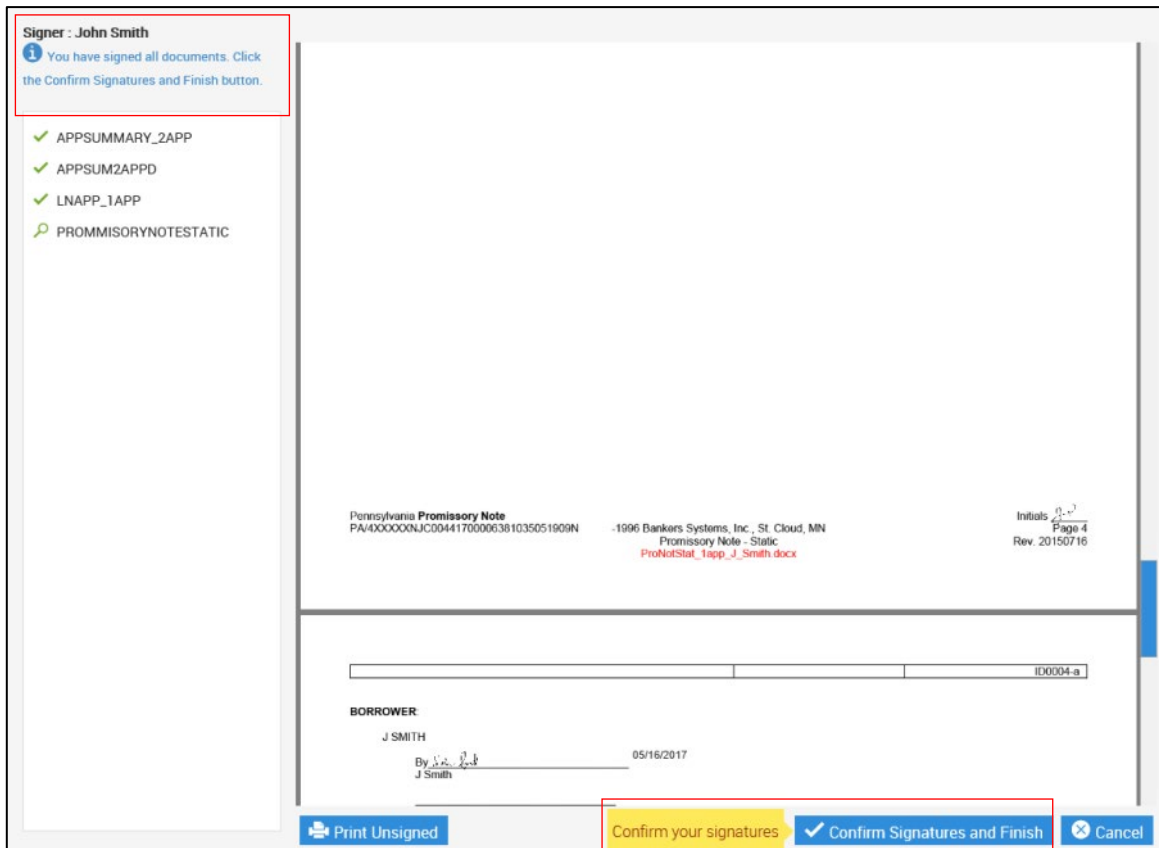 Signer : John Smith
You have signed all documents. Click
the Confirm Signatures and Finish button.
APPSUMMARY_2APP
APPSUM2APPD
LNAPP_1APP
PROMMISORYNOTESTATIC
Pennsylvania Promissory Note
PA/4XXXXXNJC00441700006381035051909N
-1996 Bankers Systems, Inc., St. Cloud, MN
Promissory Note - Static
ProNotStat_1app_J_Smith.docx
Initials
Page 4
Rev. 20150716
ID0004-a
BORROWER:
J SMITH
By
05/16/2017
J Smith
Print Unsigned
Confirm your signatures
Confirm Signatures and Finish
Cancel